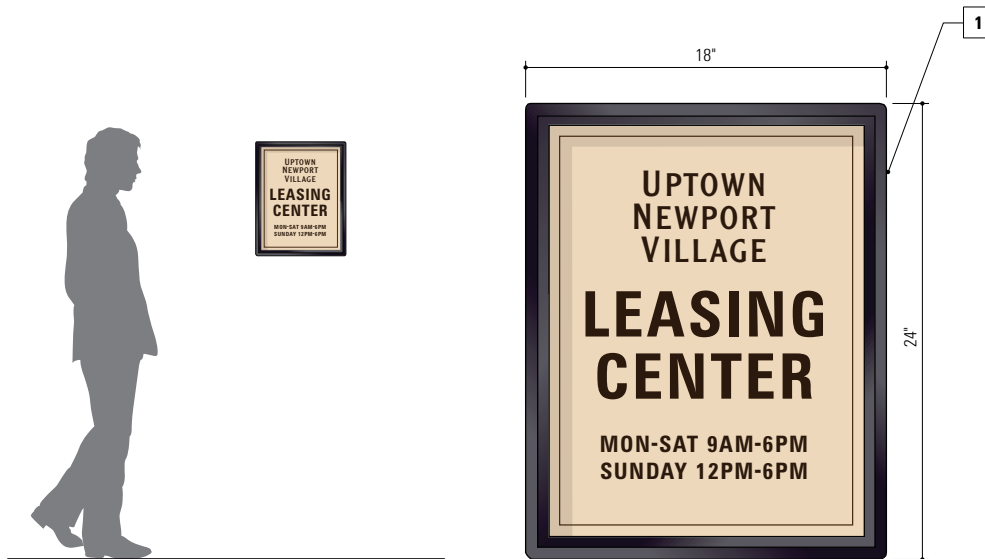 1
18"
UPTOWN
NEWPORT
VILLAGE
LEASING
CENTER
MON-SAT 9AM-6PM
SUNDAY 12PM-6PM
UPTOWN
NEWPORT
VILLAGE
LEASING
CENTER
MON-SAT 9AM-6PM
SUNDAY 12PM-6PM
24"